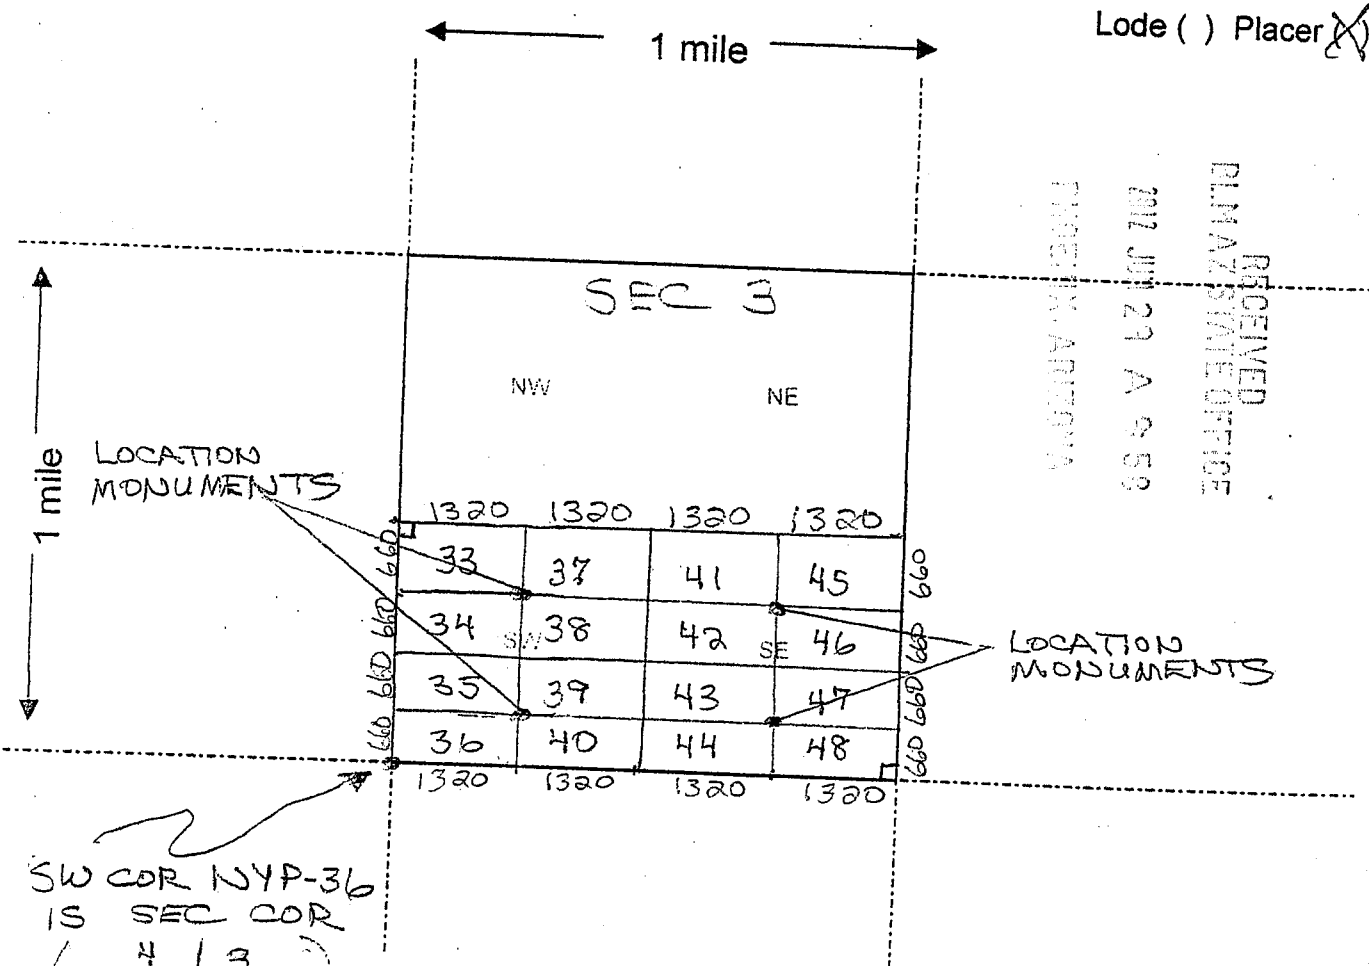 Lode ( ) Placer (X)
1 mile
RECEIVED
BLM AZ STATE OFFICE
2012 JUN 29 A 9:58
PHOENIX, ARIZONA
SEC 3
NW NE
1 mile
LOCATION
MONUMENTS
1320 1320 1320 1320
660 33 37 41 45 660
660 34 SW 38 42 SE 46 660
LOCATION
MONUMENTS
660 35 39 43 47 660
660 36 40 44 48 660
1320 1320 1320 1320
SW COR NYP-36
IS SEC COR
4 | 3